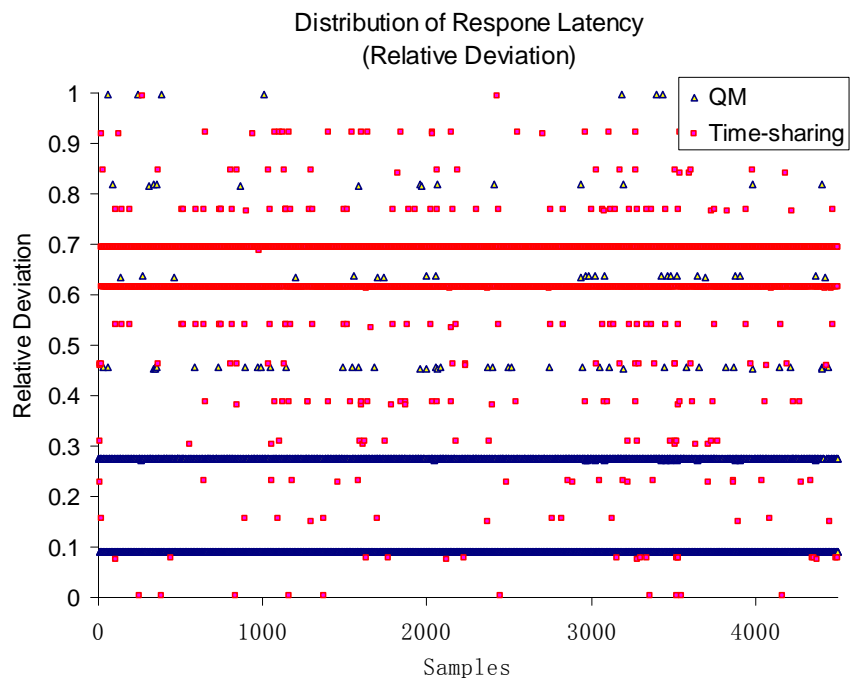 Distribution of Respone Latency
(Relative Deviation)
QM
Time-sharing
Relative Deviation
1
0.9
0.8
0.7
0.6
0.5
0.4
0.3
0.2
0.1
0
0 1000 2000 3000 4000
Samples